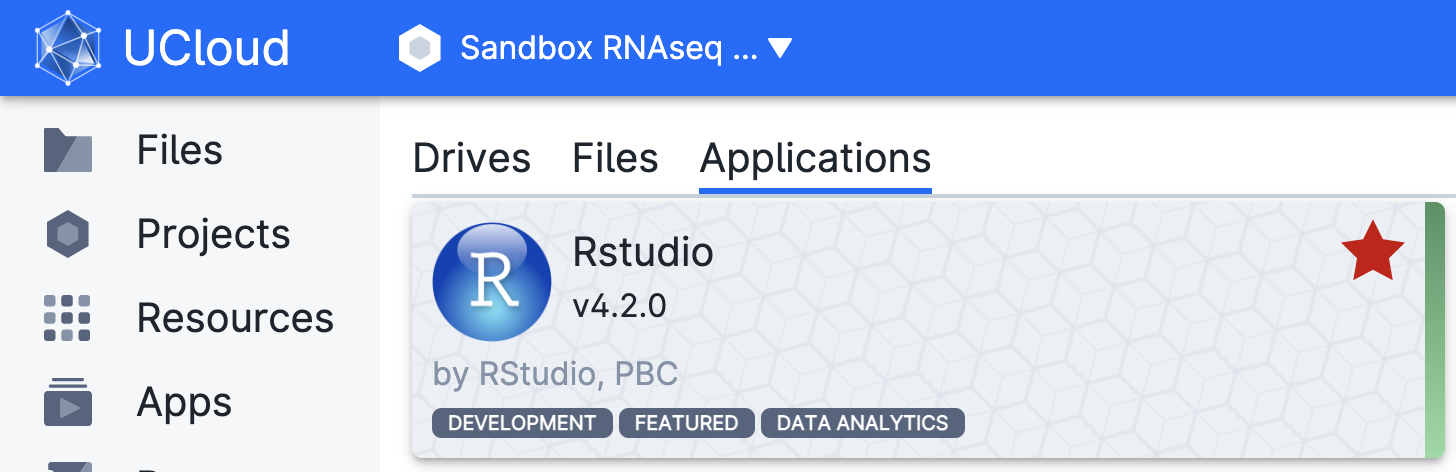 UCloud
Sandbox RNAseq ...
Files
Projects
Resources
Apps
Drives Files Applications
R
Rstudio
v4.2.0
by RStudio, PBC
DEVELOPMENT FEATURED DATA ANALYTICS